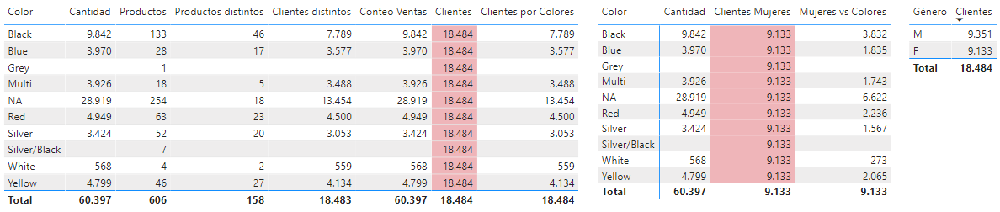 Color Cantidad Productos Productos distintos Clientes distintos Conteo Ventas Clientes Clientes por Colores
Black 9.842 133 46 7.789 9.842 18.484 7.789
Blue 3.970 28 17 3.577 3.970 18.484 3.577
Grey 1 18.484
Multi 3.926 18 5 3.488 3.926 18.484 3.488
NA 28.919 254 18 13.454 28.919 18.484 13.454
Red 4.949 63 23 4.500 4.949 18.484 4.500
Silver 3.424 52 20 3.053 3.424 18.484 3.053
Silver/Black 7 18.484
White 568 4 2 559 568 18.484 559
Yellow 4.799 46 27 4.134 4.799 18.484 4.134
Total 60.397 606 158 18.483 60.397 18.484 18.484
Color Cantidad Clientes Mujeres Mujeres vs Colores
Black 9.842 9.133 3.832
Blue 3.970 9.133 1.835
Grey 9.133
Multi 3.926 9.133 1.743
NA 28.919 9.133 6.622
Red 4.949 9.133 2.236
Silver 3.424 9.133 1.567
Silver/Black 9.133
White 568 9.133 273
Yellow 4.799 9.133 2.065
Total 60.397 9.133 9.133
Género Clientes
M 9.351
F 9.133
Total 18.484